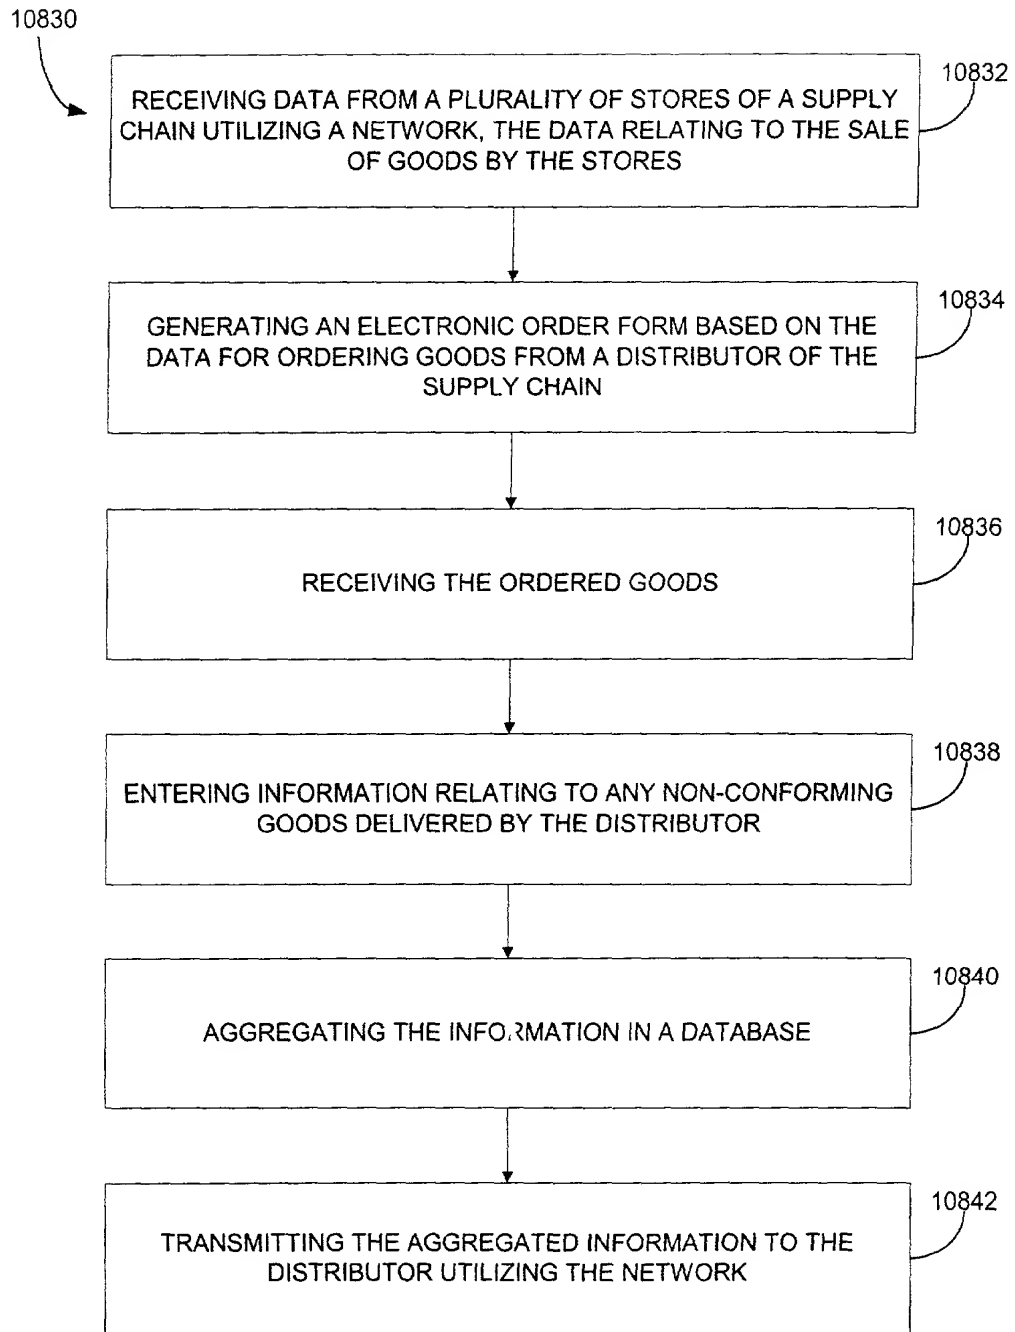 10830
10832
RECEIVING DATA FROM A PLURALITY OF STORES OF A SUPPLY
CHAIN UTILIZING A NETWORK, THE DATA RELATING TO THE SALE
OF GOODS BY THE STORES
10834
GENERATING AN ELECTRONIC ORDER FORM BASED ON THE
DATA FOR ORDERING GOODS FROM A DISTRIBUTOR OF THE
SUPPLY CHAIN
10836
RECEIVING THE ORDERED GOODS
10838
ENTERING INFORMATION RELATING TO ANY NON-CONFORMING
GOODS DELIVERED BY THE DISTRIBUTOR
10840
AGGREGATING THE INFORMATION IN A DATABASE
10842
TRANSMITTING THE AGGREGATED INFORMATION TO THE
DISTRIBUTOR UTILIZING THE NETWORK